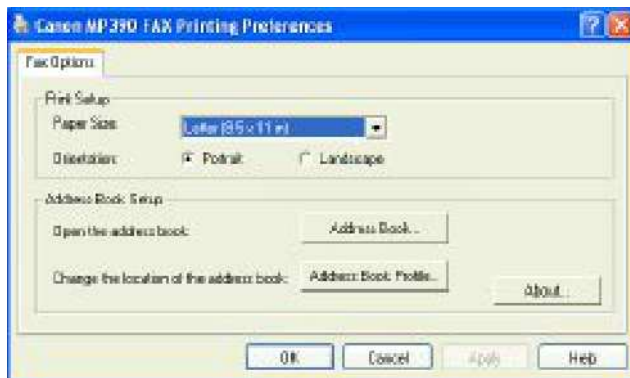 Canon MP390 FAX Printing Preferences
Fax Options
Print Setup
Paper Size: Letter (8.5 x 11 in)
Orientation: Portrait Landscape
Address Book Setup
Open the address book: Address Book...
Change the location of the address book: Address Book Profile...
About...
OK Cancel Apply Help